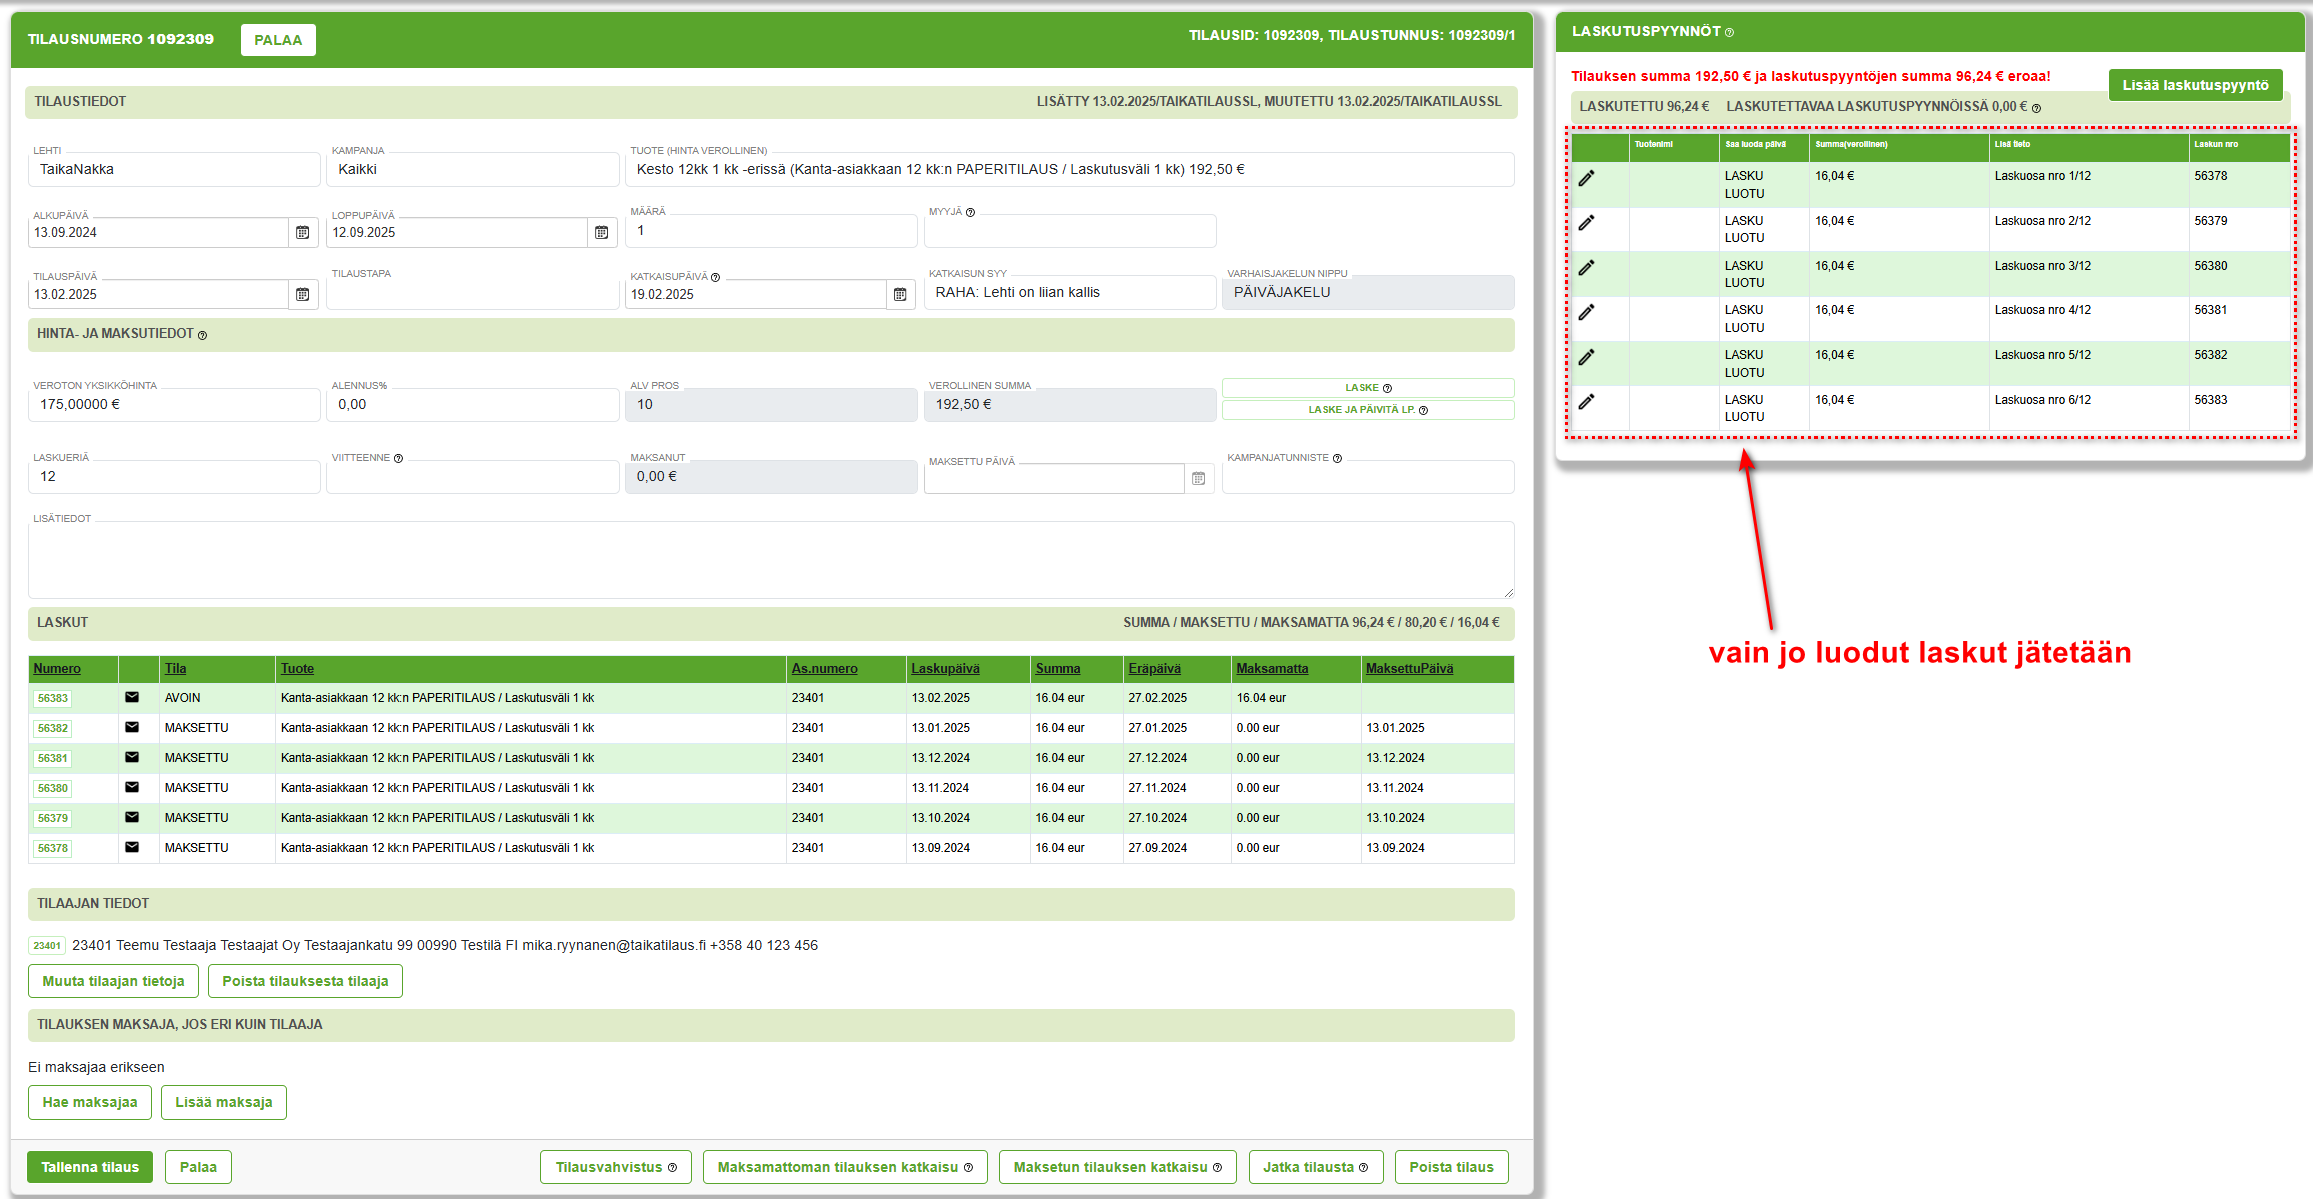 TILAUSNUMERO 1092309 PALAA TILAUSID: 1092309, TILAUSTUNNUS: 1092309/1
TILAUSTIEDOT LISÄTTY 13.02.2025/TAIKATILAUSSL, MUUTETTU 13.02.2025/TAIKATILAUSSL
LEHTI KAMPANJA TUOTE (HINTA VEROLLINEN)
TaikaNakka Kaikki Kesto 12kk 1 kk -erissä (Kanta-asiakkaan 12 kk:n PAPERITILAUS / Laskutusväli 1 kk) 192,50 €
ALKUPÄIVÄ LOPPUPÄIVÄ MÄÄRÄ MYYJÄ
13.09.2024 12.09.2025 1
TILAUSPÄIVÄ TILAUSTAPA KATKAISUPÄIVÄ KATKAISUN SYY VARHAISJAKELUN NIPPU
13.02.2025 19.02.2025 RAHA: Lehti on liian kallis PÄIVÄJAKELU
HINTA- JA MAKSUTIEDOT
VEROTON YKSIKKÖHINTA ALENNUS% ALV PROS VEROLLINEN SUMMA LASKE
175,00000 € 0,00 10 192,50 € LASKE JA PÄIVITÄ LP.
LASKUERIÄ VIITTEENNE MAKSANUT MAKSETTU PÄIVÄ KAMPANJATUNNISTE
12 0,00 €
LISÄTIEDOT
LASKUT SUMMA / MAKSETTU / MAKSAMATTA 96,24 € / 80,20 € / 16,04 €
Numero Tila Tuote As.numero Laskupäivä Summa Eräpäivä Maksamatta MaksettuPäivä
56383 AVOIN Kanta-asiakkaan 12 kk:n PAPERITILAUS / Laskutusväli 1 kk 23401 13.02.2025 16.04 eur 27.02.2025 16.04 eur
56382 MAKSETTU Kanta-asiakkaan 12 kk:n PAPERITILAUS / Laskutusväli 1 kk 23401 13.01.2025 16.04 eur 27.01.2025 0.00 eur 13.01.2025
56381 MAKSETTU Kanta-asiakkaan 12 kk:n PAPERITILAUS / Laskutusväli 1 kk 23401 13.12.2024 16.04 eur 27.12.2024 0.00 eur 13.12.2024
56380 MAKSETTU Kanta-asiakkaan 12 kk:n PAPERITILAUS / Laskutusväli 1 kk 23401 13.11.2024 16.04 eur 27.11.2024 0.00 eur 13.11.2024
56379 MAKSETTU Kanta-asiakkaan 12 kk:n PAPERITILAUS / Laskutusväli 1 kk 23401 13.10.2024 16.04 eur 27.10.2024 0.00 eur 13.10.2024
56378 MAKSETTU Kanta-asiakkaan 12 kk:n PAPERITILAUS / Laskutusväli 1 kk 23401 13.09.2024 16.04 eur 27.09.2024 0.00 eur 13.09.2024
TILAAJAN TIEDOT
23401 23401 Teemu Testaaja Testaajat Oy Testaajankatu 99 00990 Testilä FI mika.ryynanen@taikatilaus.fi +358 40 123 456
Muuta tilaajan tietoja Poista tilauksesta tilaaja
TILAUKSEN MAKSAJA, JOS ERI KUIN TILAAJA
Ei maksajaa erikseen
Hae maksajaa Lisää maksaja
Tallenna tilaus Palaa Tilausvahvistus Maksamattoman tilauksen katkaisu Maksetun tilauksen katkaisu Jatka tilausta Poista tilaus
LASKUTUSPYYNNÖT
Tilauksen summa 192,50 € ja laskutuspyyntöjen summa 96,24 € eroaa! Lisää laskutuspyyntö
LASKUTETTU 96,24 € LASKUTETTAVAA LASKUTUSPYYNNÖISSÄ 0,00 €
Tuotenimi Saa luoda päivä Summa(verollinen) Lisä tieto Laskun nro
LASKU LUOTU 16,04 € Laskuosa nro 1/12 56378
LASKU LUOTU 16,04 € Laskuosa nro 2/12 56379
LASKU LUOTU 16,04 € Laskuosa nro 3/12 56380
LASKU LUOTU 16,04 € Laskuosa nro 4/12 56381
LASKU LUOTU 16,04 € Laskuosa nro 5/12 56382
LASKU LUOTU 16,04 € Laskuosa nro 6/12 56383
vain jo luodut laskut jätetään